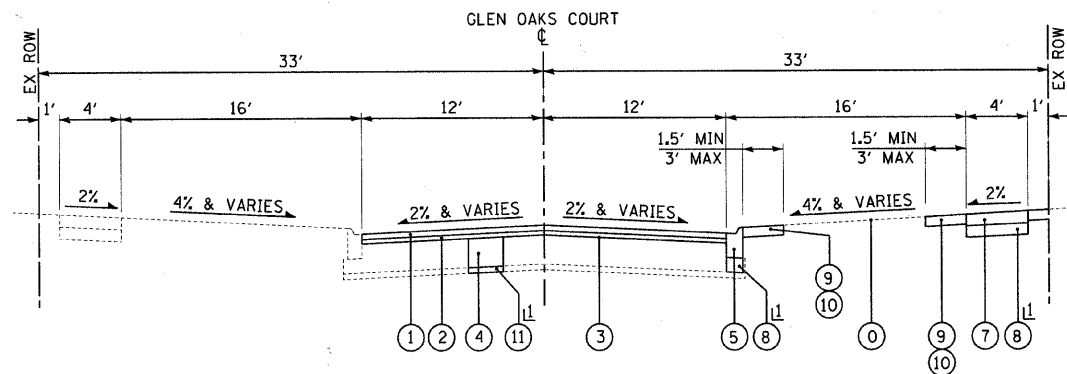 GLEN OAKS COURT
℄
EX ROW
EX ROW
33' 33'
1' 4' 16' 12' 12' 16' 4' 1'
1.5' MIN
3' MAX
1.5' MIN
3' MAX
2% 4% & VARIES 2% & VARIES 2% & VARIES 4% & VARIES 2%
9
10
1 2 4 11 1 3 5 8 1 0 9 7 8 1
10